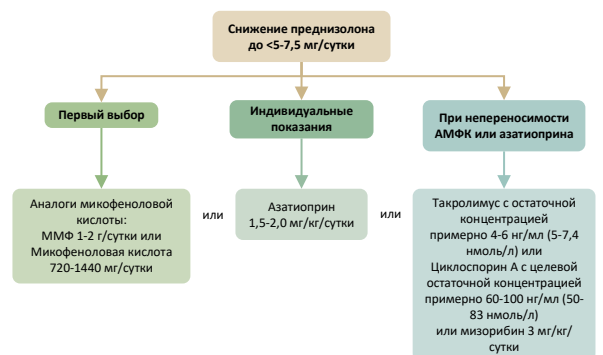 Снижение преднизолона
до <5-7,5 мг/сутки
Первый выбор
Индивидуальные
показания
При непереносимости
АМФК или азатиоприна
Аналоги микофеноловой
кислоты:
ММФ 1-2 г/сутки или
Микофеноловая кислота
720-1440 мг/сутки
или
Азатиоприн
1,5-2,0 мг/кг/сутки
или
Такролимус с остаточной
концентрацией
примерно 4-6 нг/мл (5-7,4
нмоль/л) или
Циклоспорин А с целевой
остаточной концентрацией
примерно 60-100 нг/мл (50-
83 нмоль/л)
или мизорибин 3 мг/кг/
сутки